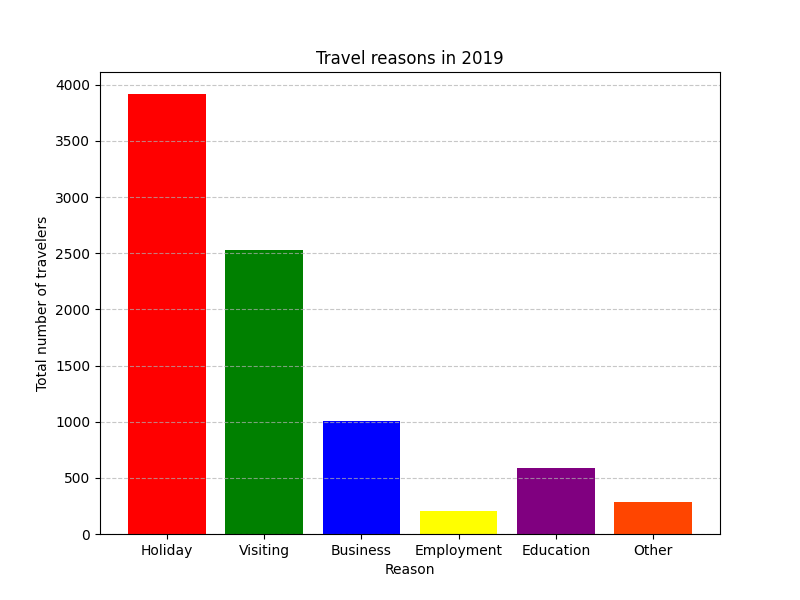 Travel reasons in 2019
Total number of travelers
4000
3500
3000
2500
2000
1500
1000
500
0
Holiday Visiting Business Employment Education Other
Reason